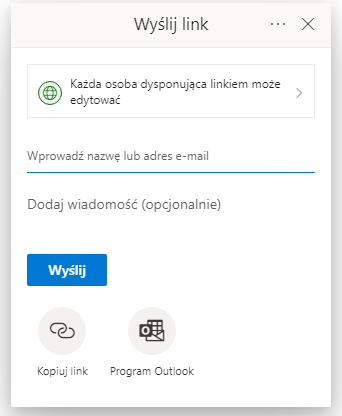 Wyślij link
Każda osoba dysponująca linkiem może
edytować
Wprowadź nazwę lub adres e-mail
Dodaj wiadomość (opcjonalnie)
Wyślij
Kopiuj link
Program Outlook